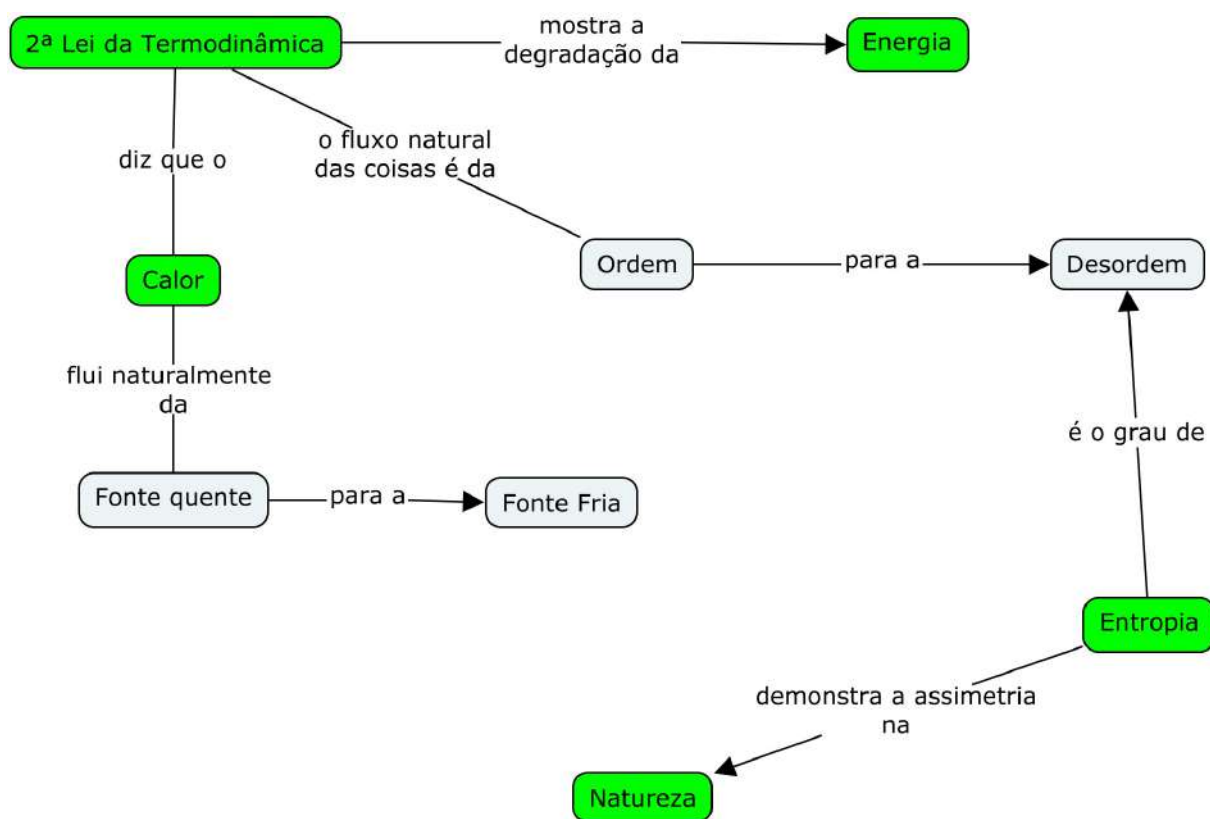 2ª Lei da Termodinâmica
mostra a
degradação da
Energia
diz que o
o fluxo natural
das coisas é da
Calor
Ordem
para a
Desordem
flui naturalmente
da
é o grau de
Fonte quente
para a
Fonte Fria
Entropia
demonstra a assimetria
na
Natureza